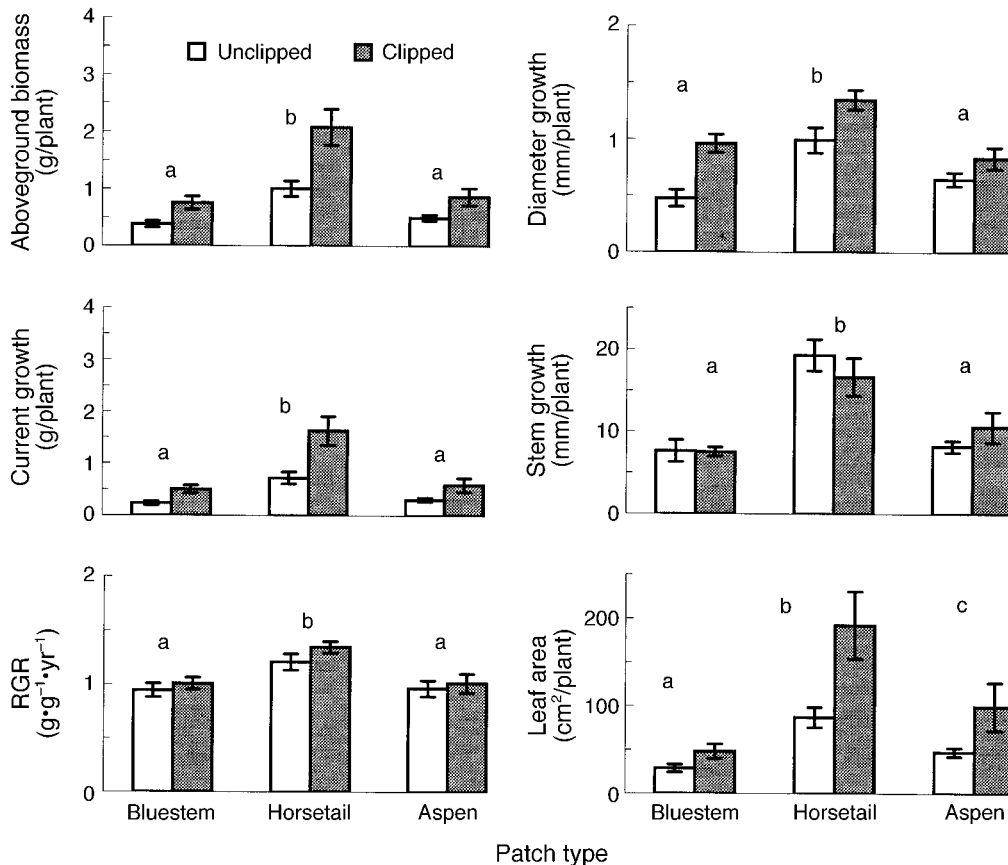 Aboveground biomass
(g/plant)
4
3
2
1
0
Unclipped
Clipped
a
b
a
Diameter growth
(mm/plant)
2
1
0
a
b
a
Current growth
(g/plant)
4
3
2
1
0
a
b
a
Stem growth
(mm/plant)
20
10
0
a
b
a
RGR
(g•g⁻¹•yr⁻¹)
2
1
0
a
b
a
Bluestem
Horsetail
Aspen
Leaf area
(cm²/plant)
200
100
0
a
b
c
Bluestem
Horsetail
Aspen
Patch type